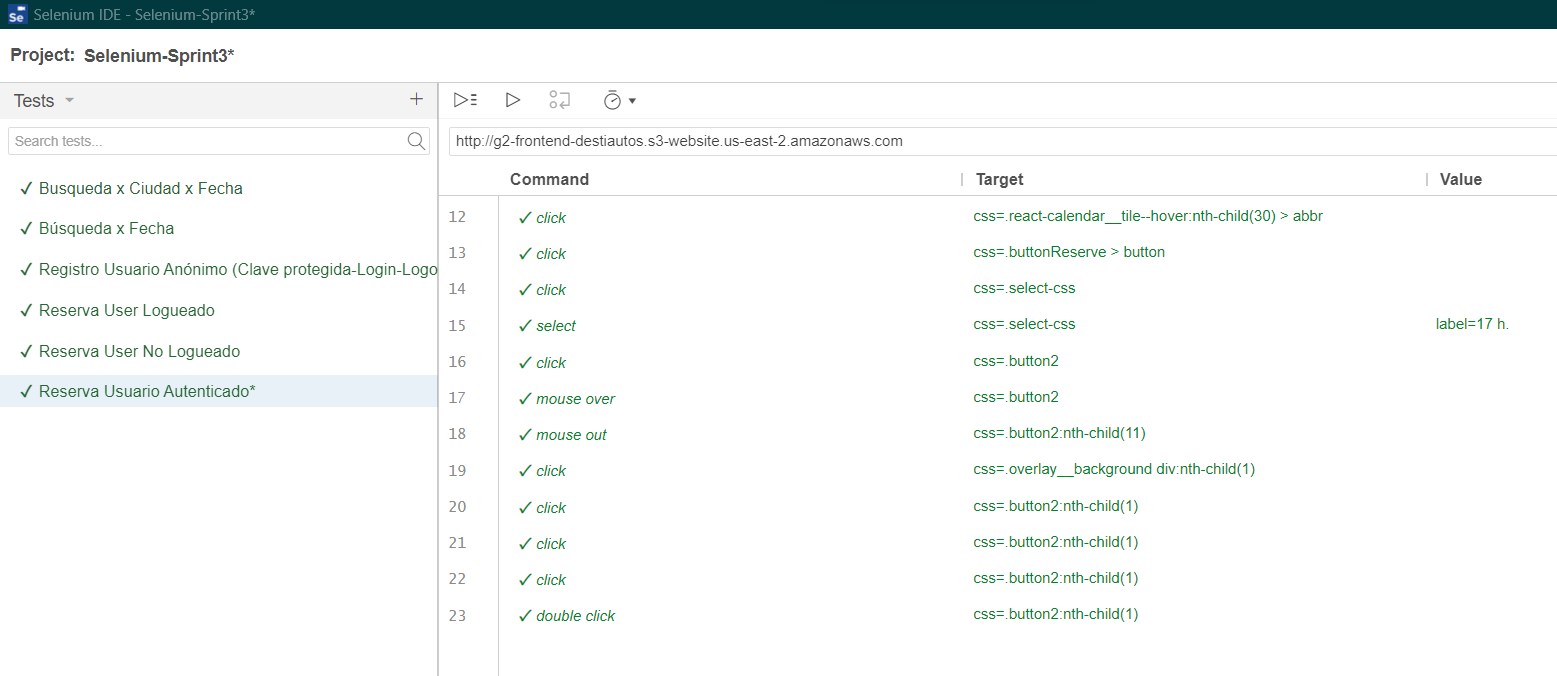 Selenium IDE - Selenium-Sprint3*
Project: Selenium-Sprint3*
Tests
Search tests...
✓ Busqueda x Ciudad x Fecha
✓ Búsqueda x Fecha
✓ Registro Usuario Anónimo (Clave protegida-Login-Logo
✓ Reserva User Logueado
✓ Reserva User No Logueado
✓ Reserva Usuario Autenticado*
http://g2-frontend-destiautos.s3-website.us-east-2.amazonaws.com
Command Target Value
12 ✓ click css=.react-calendar__tile--hover:nth-child(30) > abbr
13 ✓ click css=.buttonReserve > button
14 ✓ click css=.select-css
15 ✓ select css=.select-css label=17 h.
16 ✓ click css=.button2
17 ✓ mouse over css=.button2
18 ✓ mouse out css=.button2:nth-child(11)
19 ✓ click css=.overlay__background div:nth-child(1)
20 ✓ click css=.button2:nth-child(1)
21 ✓ click css=.button2:nth-child(1)
22 ✓ click css=.button2:nth-child(1)
23 ✓ double click css=.button2:nth-child(1)